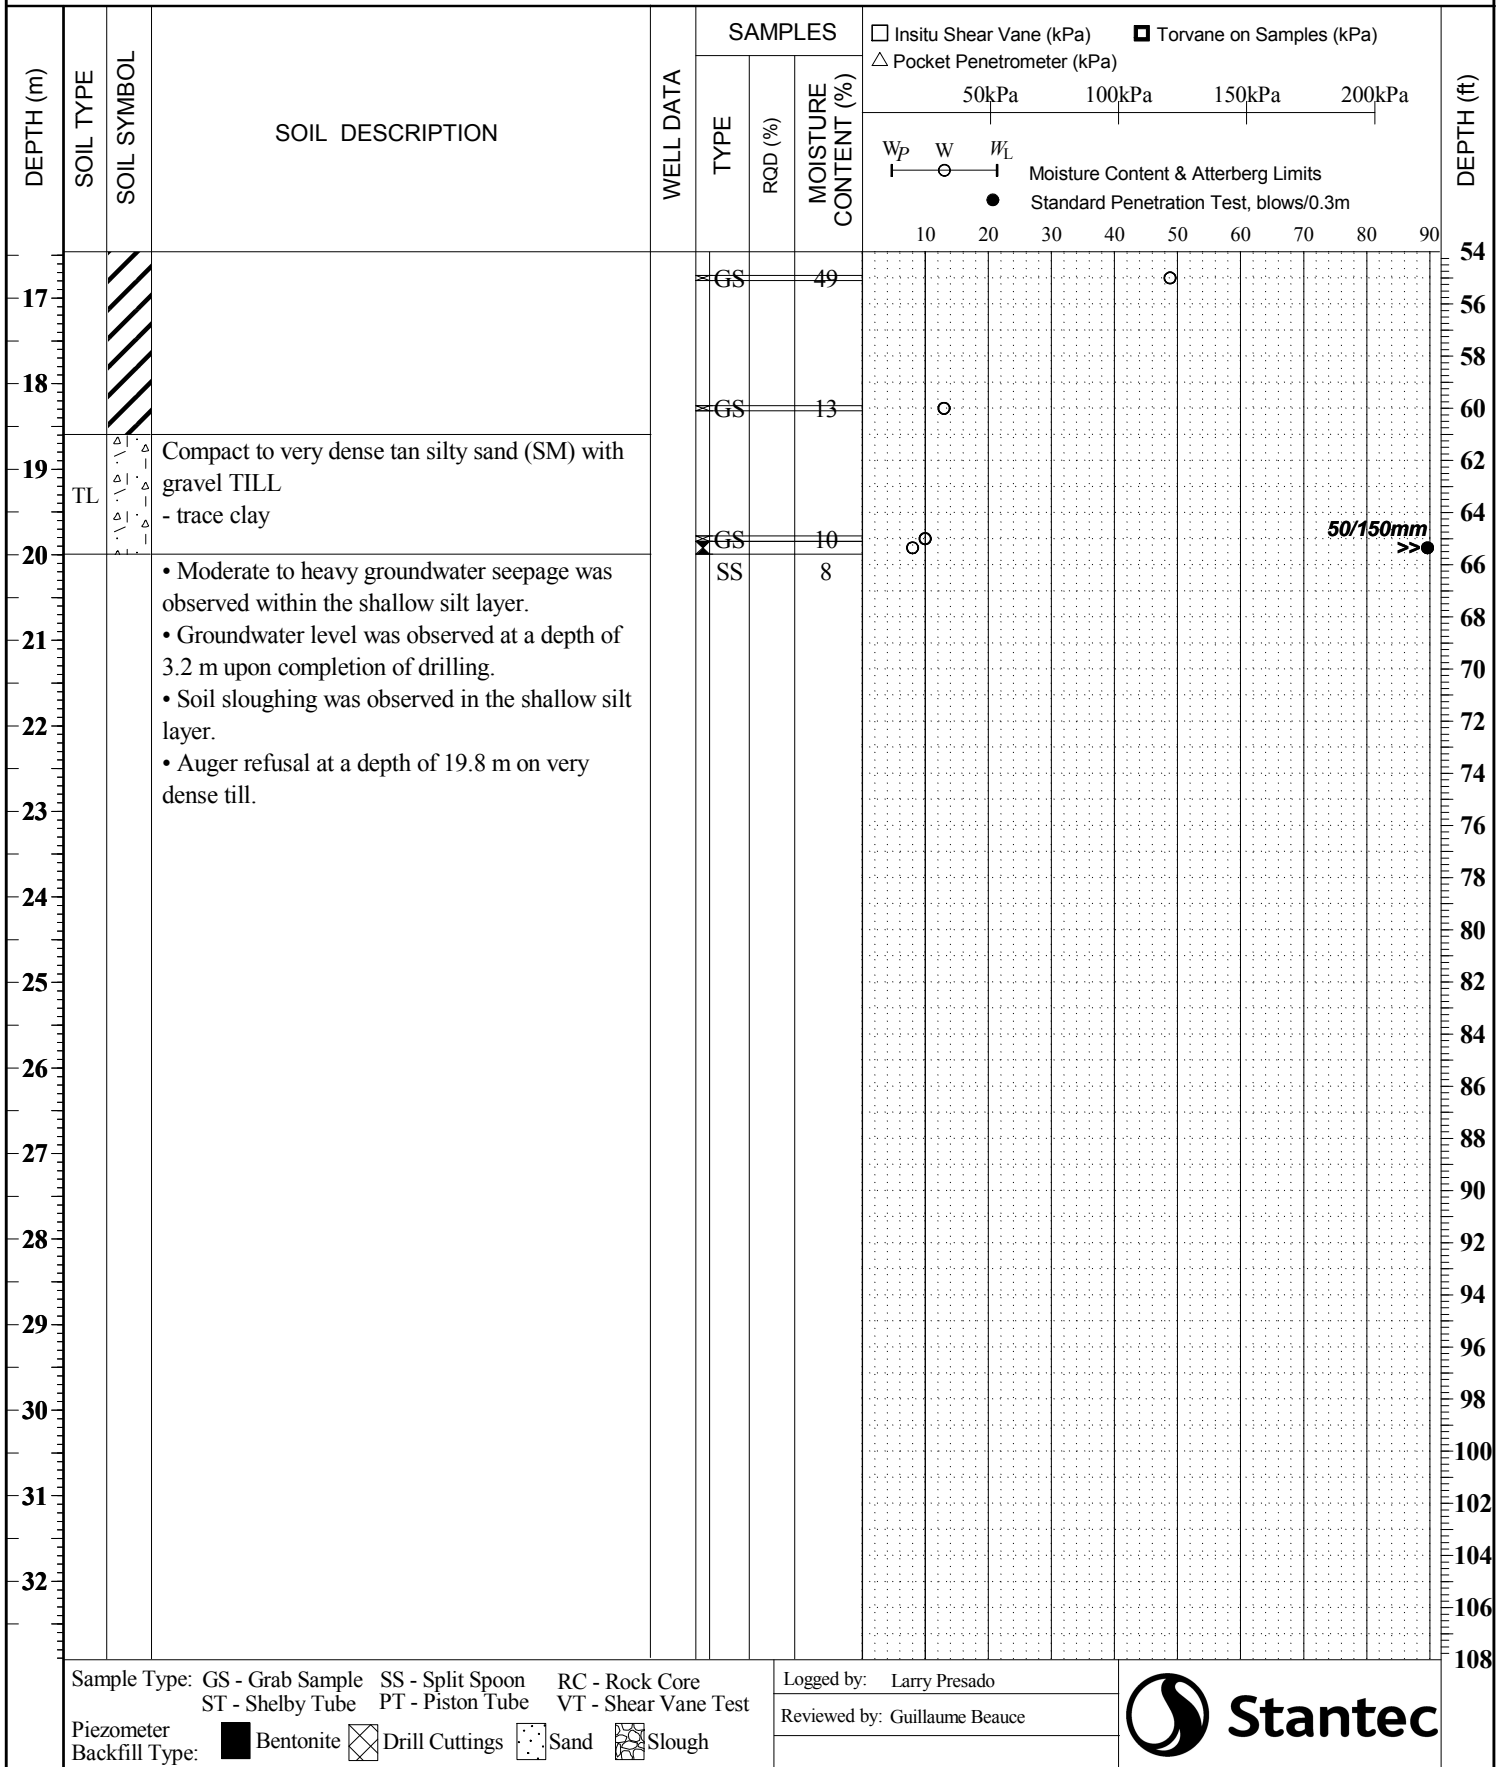 DEPTH (m)
SOIL TYPE
SOIL SYMBOL
SOIL DESCRIPTION
WELL DATA
SAMPLES
TYPE
RQD (%)
MOISTURE
CONTENT (%)
Insitu Shear Vane (kPa)
Torvane on Samples (kPa)
Pocket Penetrometer (kPa)
50kPa 100kPa 150kPa 200kPa
WP W WL
Moisture Content & Atterberg Limits
Standard Penetration Test, blows/0.3m
10 20 30 40 50 60 70 80 90
DEPTH (ft)
54
GS 49
17
56
58
18
GS 13
60
Compact to very dense tan silty sand (SM) with
gravel TILL
- trace clay
19
62
TL
64
50/150mm
GS 10
>>
20
66
SS 8
• Moderate to heavy groundwater seepage was
observed within the shallow silt layer.
• Groundwater level was observed at a depth of
3.2 m upon completion of drilling.
• Soil sloughing was observed in the shallow silt
layer.
• Auger refusal at a depth of 19.8 m on very
dense till.
68
21
70
22
72
74
23
76
78
24
80
25
82
84
26
86
27
88
90
28
92
94
29
96
30
98
100
31
102
104
32
106
108
Sample Type: GS - Grab Sample SS - Split Spoon RC - Rock Core
ST - Shelby Tube PT - Piston Tube VT - Shear Vane Test
Piezometer
Backfill Type:
Bentonite Drill Cuttings Sand Slough
Logged by: Larry Presado
Reviewed by: Guillaume Beauce
Stantec